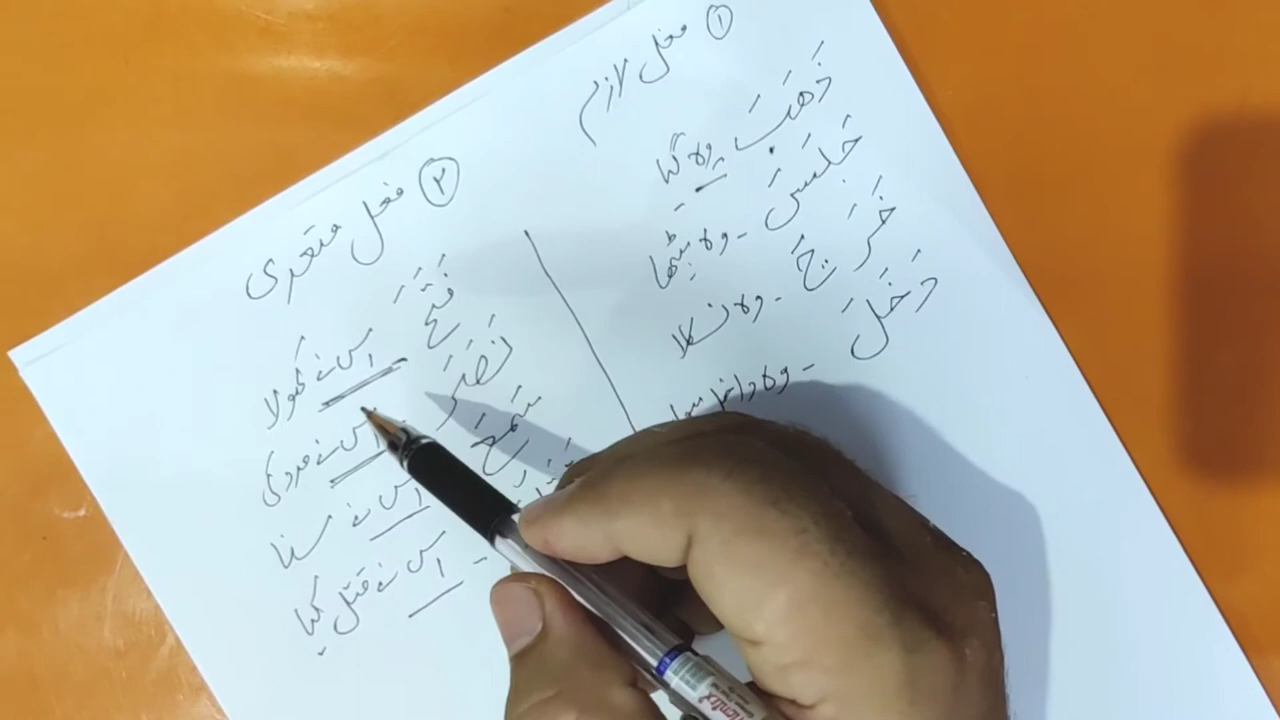 ① فعل لازم
ذَھَبَ وہ گیا
جَلَسَ - وہ بیٹھا
خَرَجَ - وہ نکلا
دَخَلَ - وہ داخل ہوا
② فعل متعدی
فَتَحَ اس نے کھولا
نَصَرَ اس نے مدد کی
سَمِعَ اس نے سنا
- اس نے قتل کیا